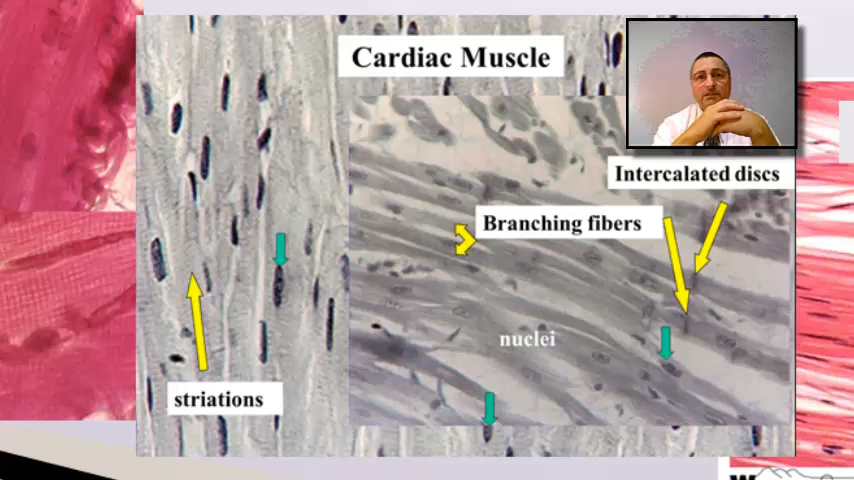 Cardiac Muscle
Intercalated discs
Branching fibers
nuclei
striations
W